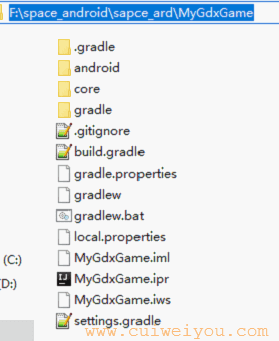 F:\space_android\sapce_ard\MyGdxGame
.gradle
android
core
gradle
.gitignore
build.gradle
gradle.properties
gradlew
gradlew.bat
local.properties
MyGdxGame.iml
(C:)
MyGdxGame.ipr
(D:)
MyGdxGame.iws
settings.gradle
www.cuiweiyou.com